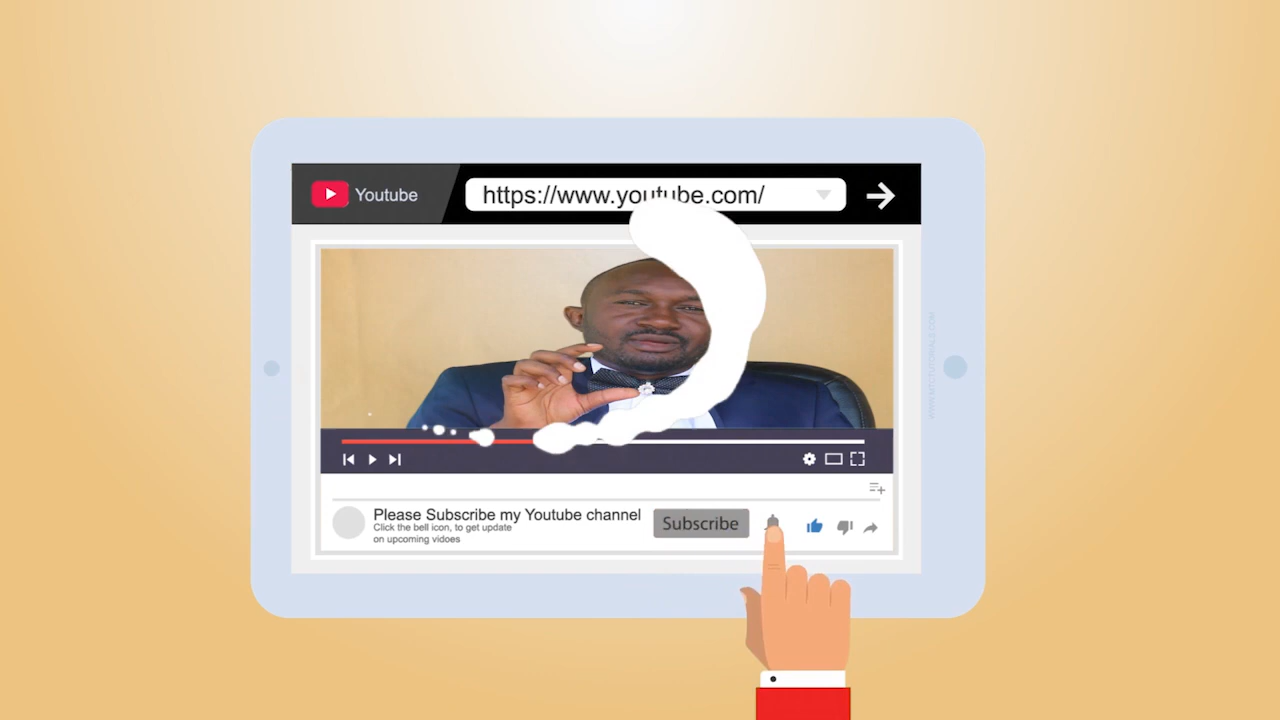 Youtube
https://www.youtube.com/
Please Subscribe my Youtube channel
Click the bell icon, to get update
on upcoming vidoes
Subscribe